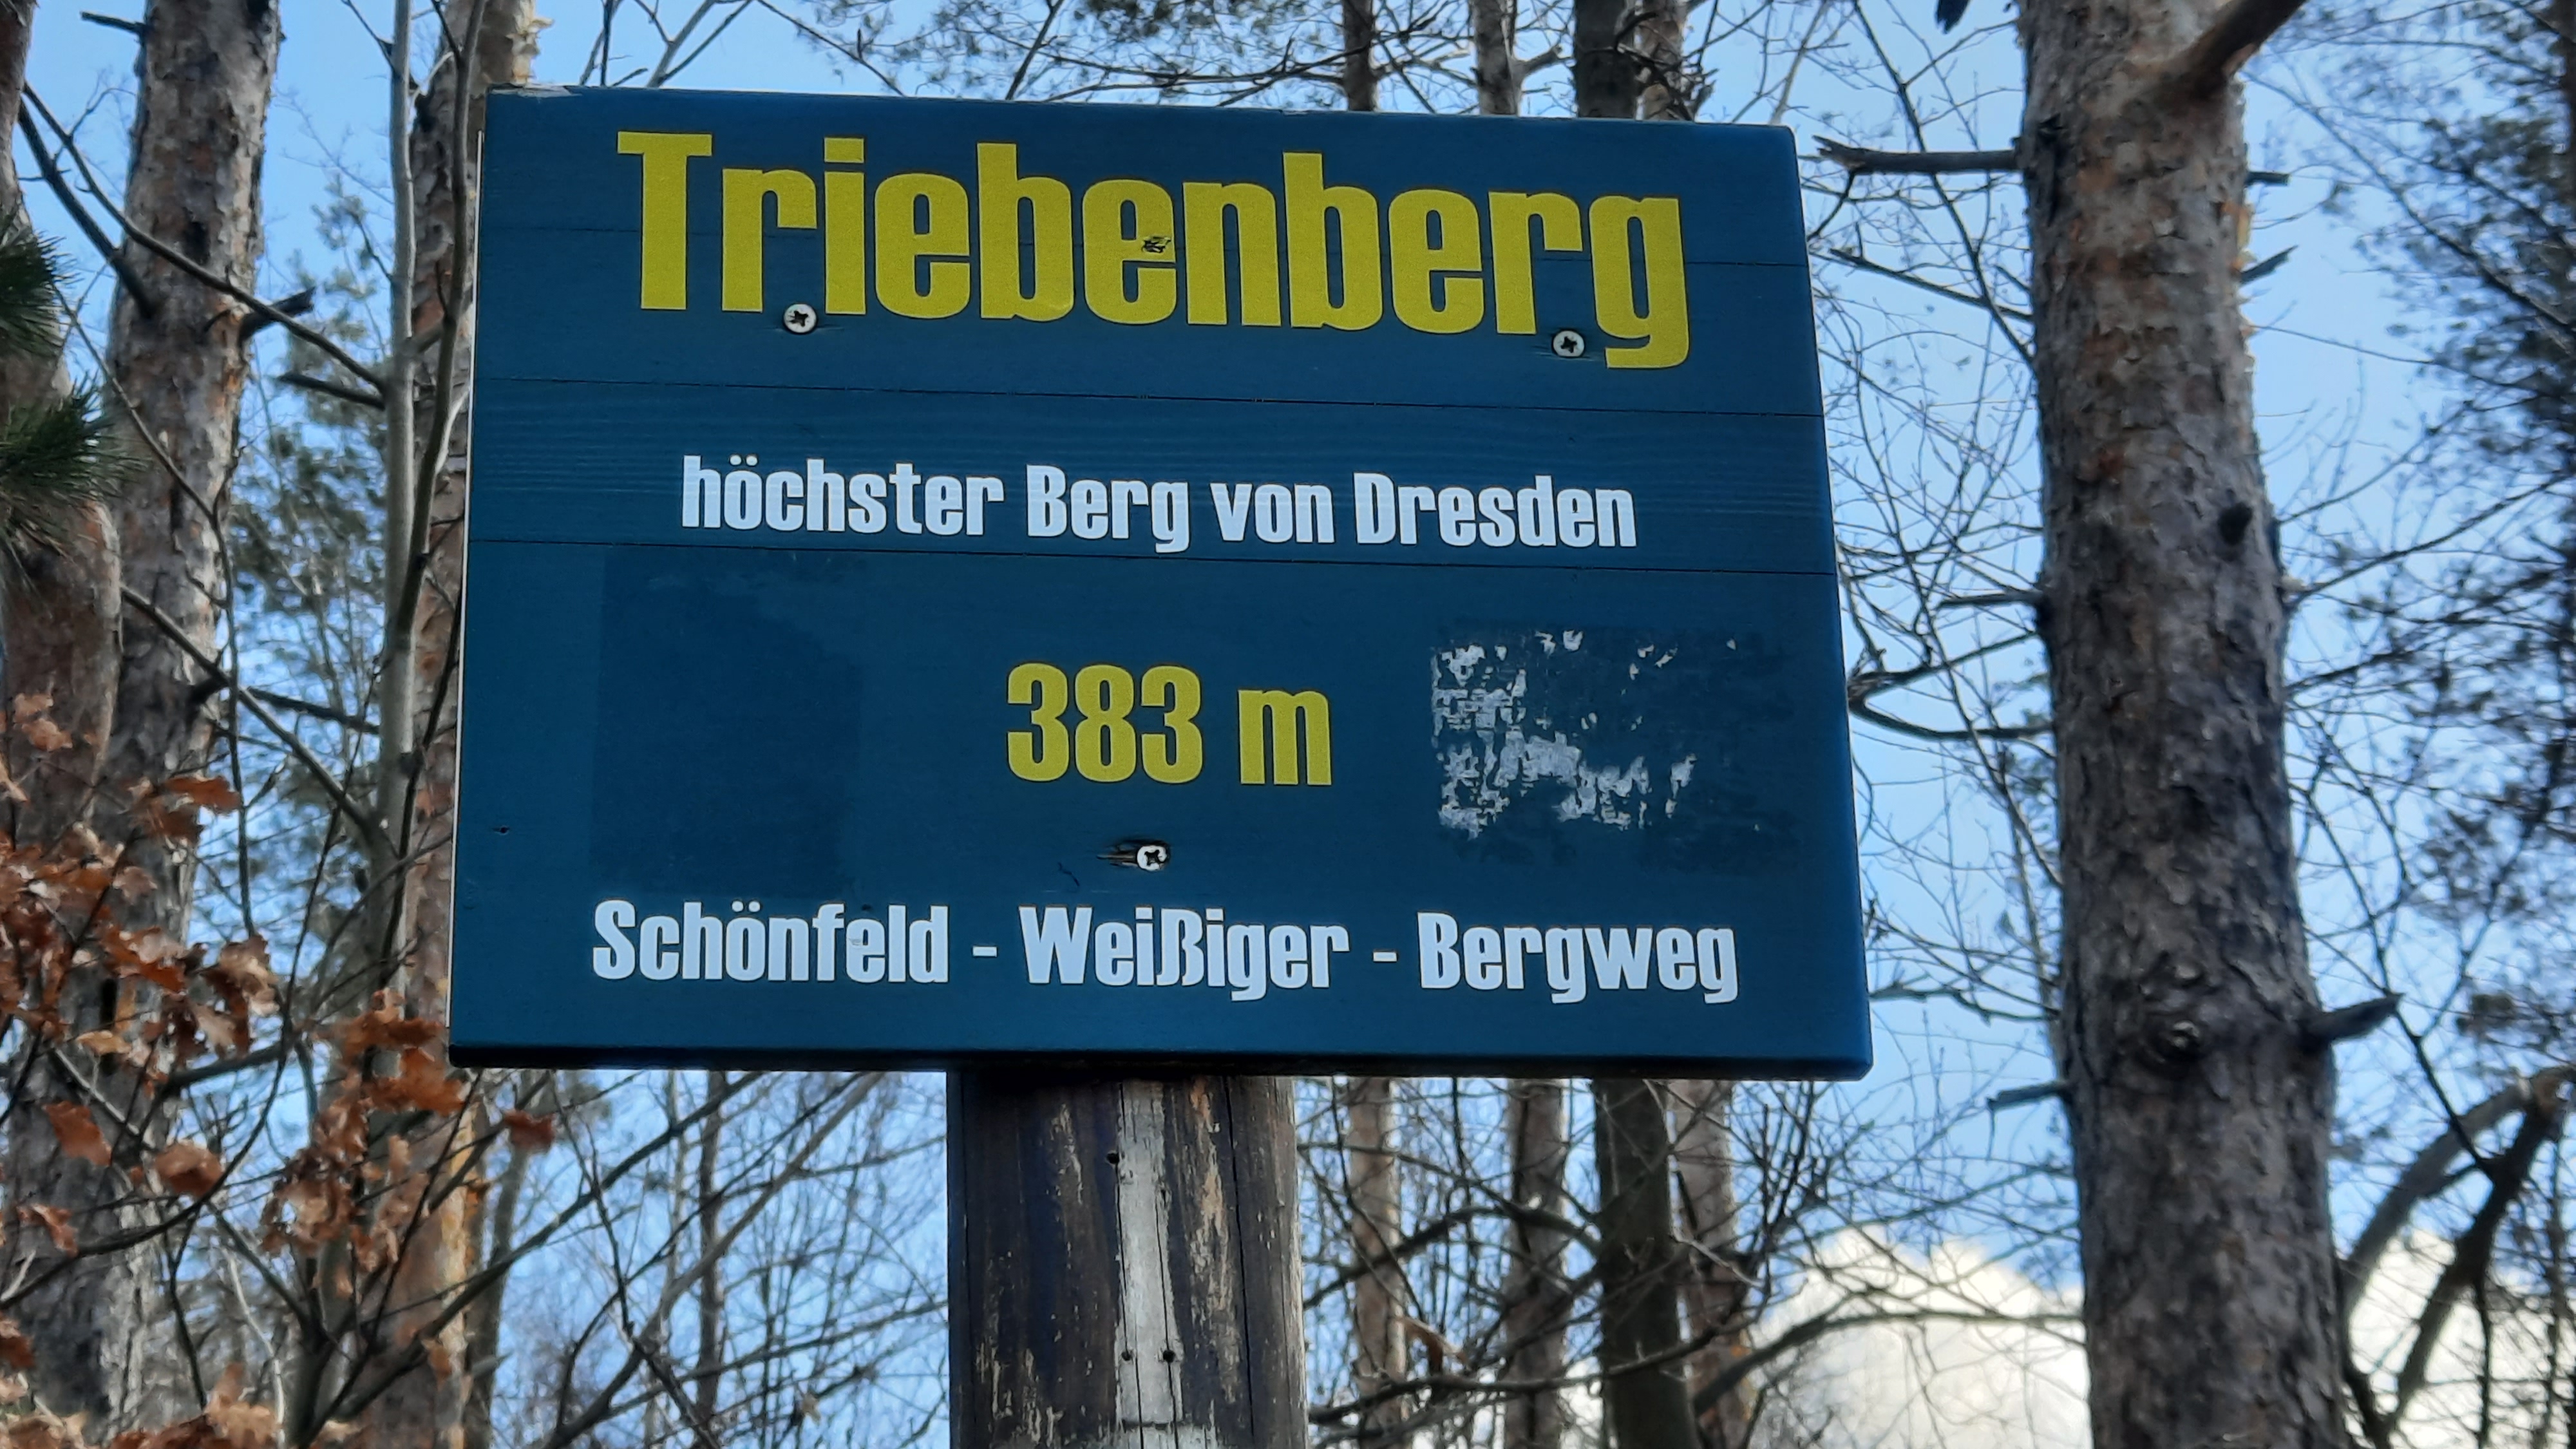 Triebenberg
höchster Berg von Dresden
383 m
Schönfeld - Weißiger - Bergweg